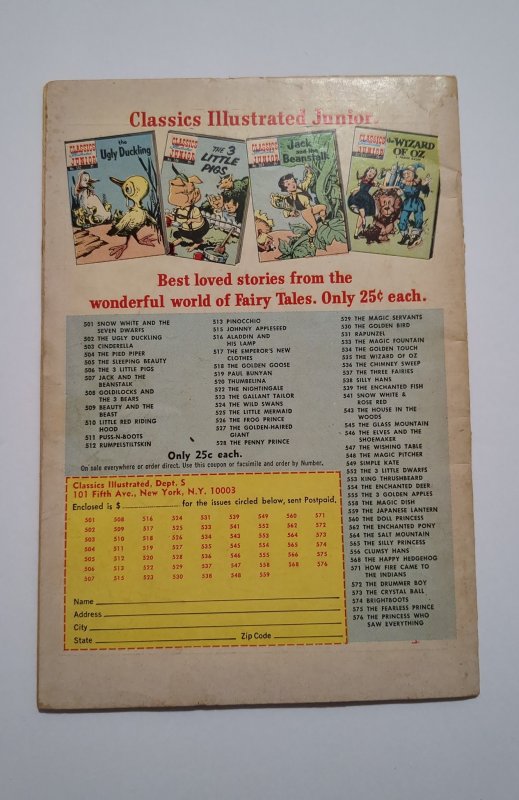 Classics Illustrated Junior.
CLASSICS
Illustrated
JUNIOR
the
Ugly Duckling
CLASSICS
Illustrated
JUNIOR
THE 3
LITTLE
PIGS
CLASSICS
Illustrated
JUNIOR
Jack
and the
Beanstalk
CLASSICS
Illustrated
JUNIOR
the WIZARD
OF OZ
Best loved stories from the
wonderful world of Fairy Tales. Only 25¢ each.
501 SNOW WHITE AND THE
SEVEN DWARFS
502 THE UGLY DUCKLING
503 CINDERELLA
504 THE PIED PIPER
505 THE SLEEPING BEAUTY
506 THE 3 LITTLE PIGS
507 JACK AND THE
BEANSTALK
508 GOLDILOCKS AND
THE 3 BEARS
509 BEAUTY AND THE
BEAST
510 LITTLE RED RIDING
HOOD
511 PUSS-N-BOOTS
512 RUMPELSTILTSKIN
513 PINOCCHIO
515 JOHNNY APPLESEED
516 ALADDIN AND
HIS LAMP
517 THE EMPEROR'S NEW
CLOTHES
518 THE GOLDEN GOOSE
519 PAUL BUNYAN
520 THUMBELINA
522 THE NIGHTINGALE
523 THE GALLANT TAILOR
524 THE WILD SWANS
525 THE LITTLE MERMAID
526 THE FROG PRINCE
527 THE GOLDEN-HAIRED
GIANT
528 THE PENNY PRINCE
529 THE MAGIC SERVANTS
530 THE GOLDEN BIRD
531 RAPUNZEL
533 THE MAGIC FOUNTAIN
534 THE GOLDEN TOUCH
535 THE WIZARD OF OZ
536 THE CHIMNEY SWEEP
537 THE THREE FAIRIES
538 SILLY HANS
539 THE ENCHANTED FISH
541 SNOW WHITE &
ROSE RED
543 THE HOUSE IN THE
WOODS
545 THE GLASS MOUNTAIN
546 THE ELVES AND THE
SHOEMAKER
547 THE WISHING TABLE
548 THE MAGIC PITCHER
549 SIMPLE KATE
552 THE 3 LITTLE DWARFS
553 KING THRUSHBEARD
554 THE ENCHANTED DEER
555 THE 3 GOLDEN APPLES
558 THE MAGIC DISH
559 THE JAPANESE LANTERN
560 THE DOLL PRINCESS
562 THE ENCHANTED PONY
564 THE SALT MOUNTAIN
565 THE SILLY PRINCESS
556 CLUMSY HANS
568 THE HAPPY HEDGEHOG
571 HOW FIRE CAME TO
THE INDIANS
572 THE DRUMMER BOY
573 THE CRYSTAL BALL
574 BRIGHTBOOTS
575 THE FEARLESS PRINCE
576 THE PRINCESS WHO
SAW EVERYTHING
Only 25c each.
On sale everywhere or order direct. Use this coupon or facsimile and order by Number.
Classics Illustrated, Dept. S
101 Fifth Ave., New York, N.Y. 10003
Enclosed is $ for the issues circled below, sent Postpaid.
501 508 516 524 531 539 549 560 571
502 509 517 525 533 541 552 562 572
503 510 518 526 534 543 553 564 573
504 511 519 527 535 545 554 565 574
505 512 520 528 536 546 555 566 575
506 513 522 529 537 547 558 568 576
507 515 523 530 538 548 559
Name
Address
City
State Zip Code